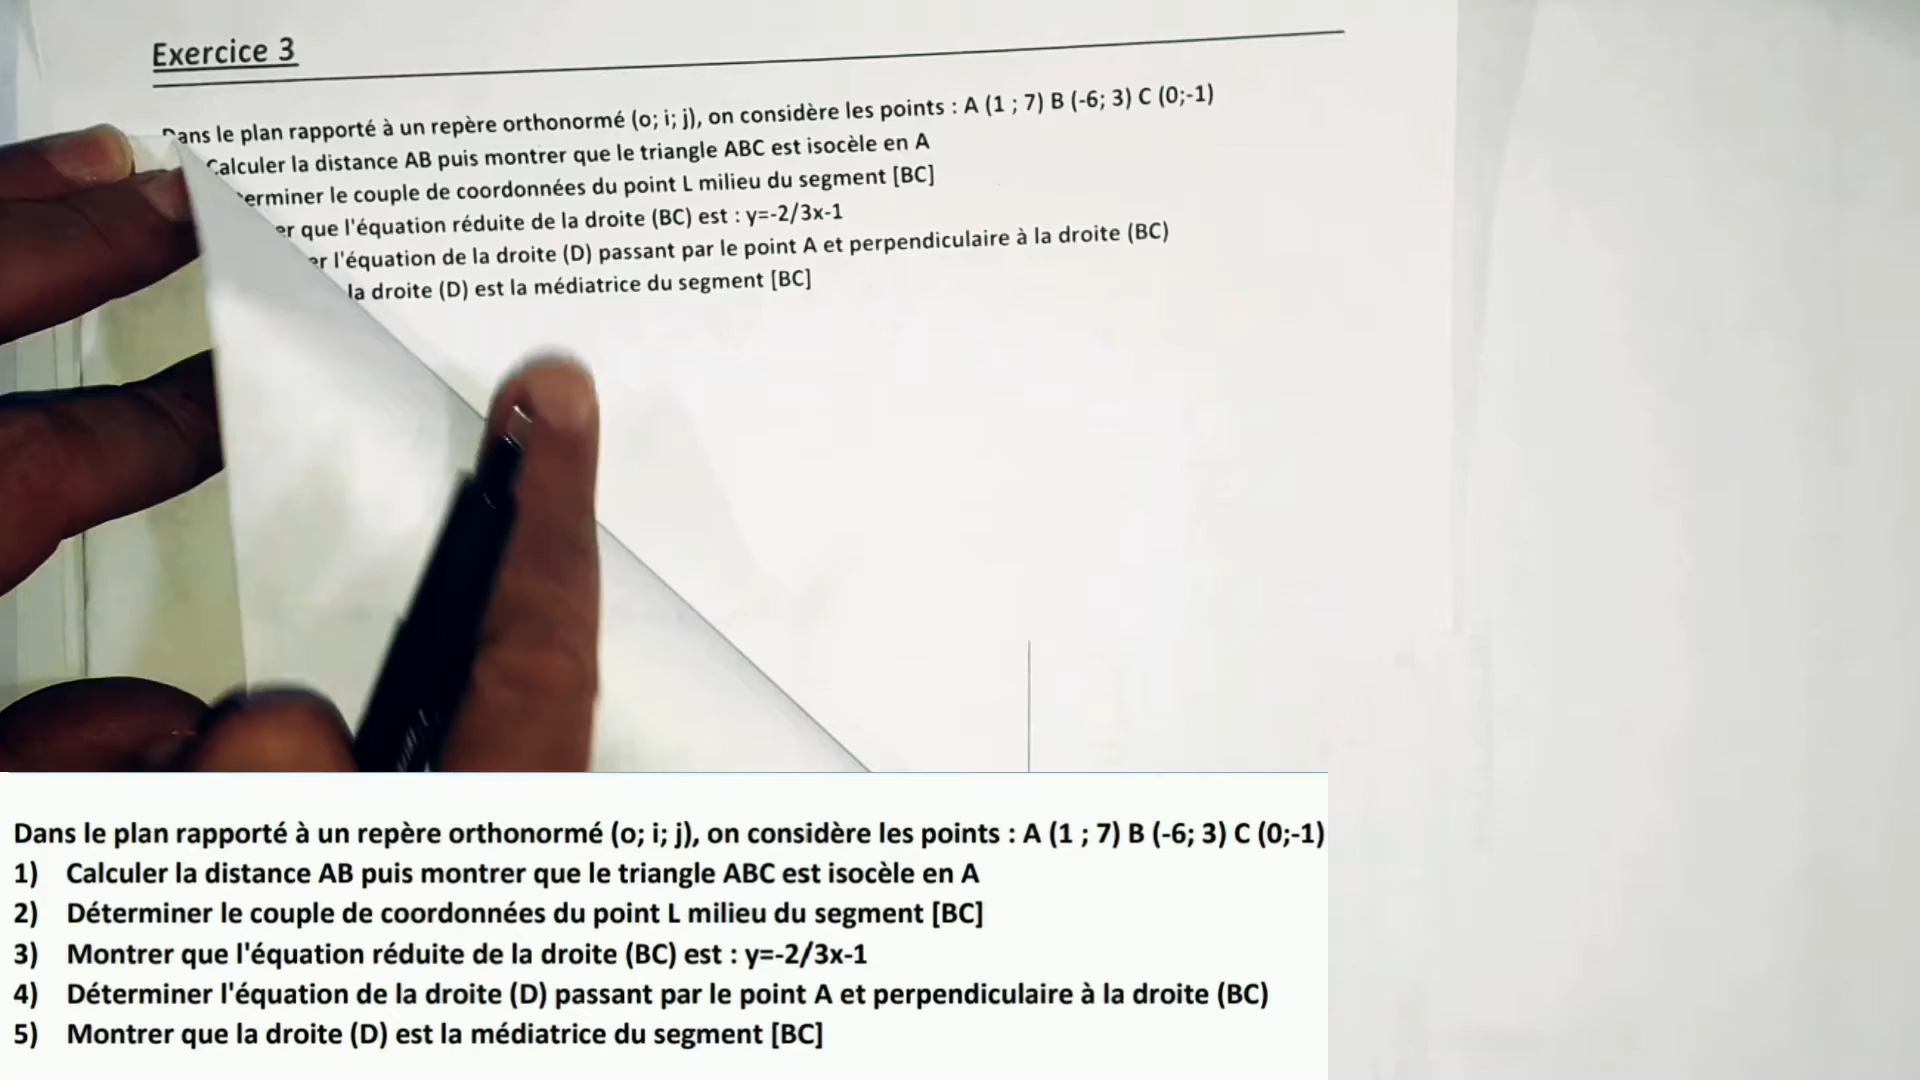 Exercice 3
ans le plan rapporté à un repère orthonormé (o; i; j), on considère les points : A (1 ; 7) B (-6; 3) C (0;-1)
Calculer la distance AB puis montrer que le triangle ABC est isocèle en A
erminer le couple de coordonnées du point L milieu du segment [BC]
er que l'équation réduite de la droite (BC) est : y=-2/3x-1
er l'équation de la droite (D) passant par le point A et perpendiculaire à la droite (BC)
la droite (D) est la médiatrice du segment [BC]
Dans le plan rapporté à un repère orthonormé (o; i; j), on considère les points : A (1 ; 7) B (-6; 3) C (0;-1)
1) Calculer la distance AB puis montrer que le triangle ABC est isocèle en A
2) Déterminer le couple de coordonnées du point L milieu du segment [BC]
3) Montrer que l'équation réduite de la droite (BC) est : y=-2/3x-1
4) Déterminer l'équation de la droite (D) passant par le point A et perpendiculaire à la droite (BC)
5) Montrer que la droite (D) est la médiatrice du segment [BC]